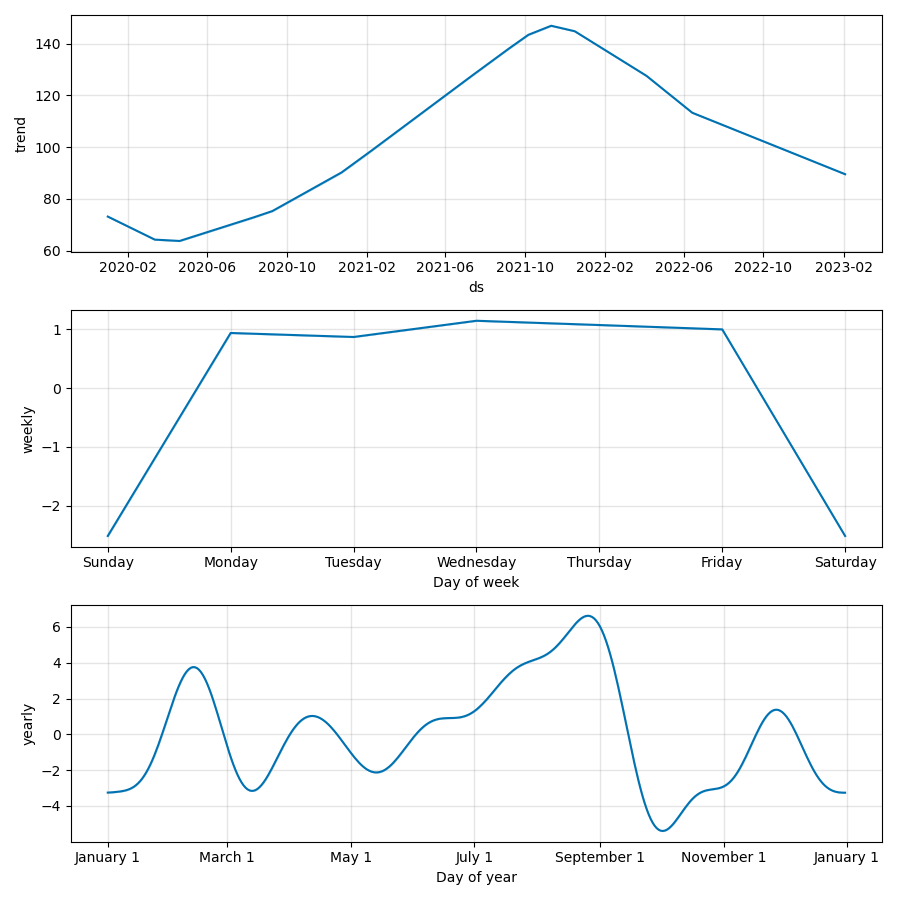 140
120
100
80
60
trend
2020-02 2020-06 2020-10 2021-02 2021-06 2021-10 2022-02 2022-06 2022-10 2023-02
ds
1
0
−1
−2
weekly
Sunday Monday Tuesday Wednesday Thursday Friday Saturday
Day of week
6
4
2
0
−2
−4
yearly
January 1 March 1 May 1 July 1 September 1 November 1 January 1
Day of year